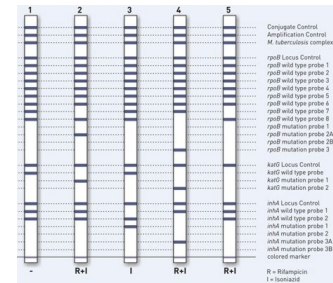 1 2 3 4 5
Conjugate Control
Amplification Control
M. tuberculosis complex
rpoB Locus Control
rpoB wild type probe 1
rpoB wild type probe 2
rpoB wild type probe 3
rpoB wild type probe 4
rpoB wild type probe 5
rpoB wild type probe 6
rpoB wild type probe 7
rpoB wild type probe 8
rpoB mutation probe 1
rpoB mutation probe 2A
rpoB mutation probe 2B
rpoB mutation probe 3
katG Locus Control
katG wild type probe
katG mutation probe 1
katG mutation probe 2
inhA Locus Control
inhA wild type probe 1
inhA wild type probe 2
inhA mutation probe 1
inhA mutation probe 2
inhA mutation probe 3A
inhA mutation probe 3B
colored marker
- R+I I R+I R+I
R = Rifampicin
I = Isoniazid